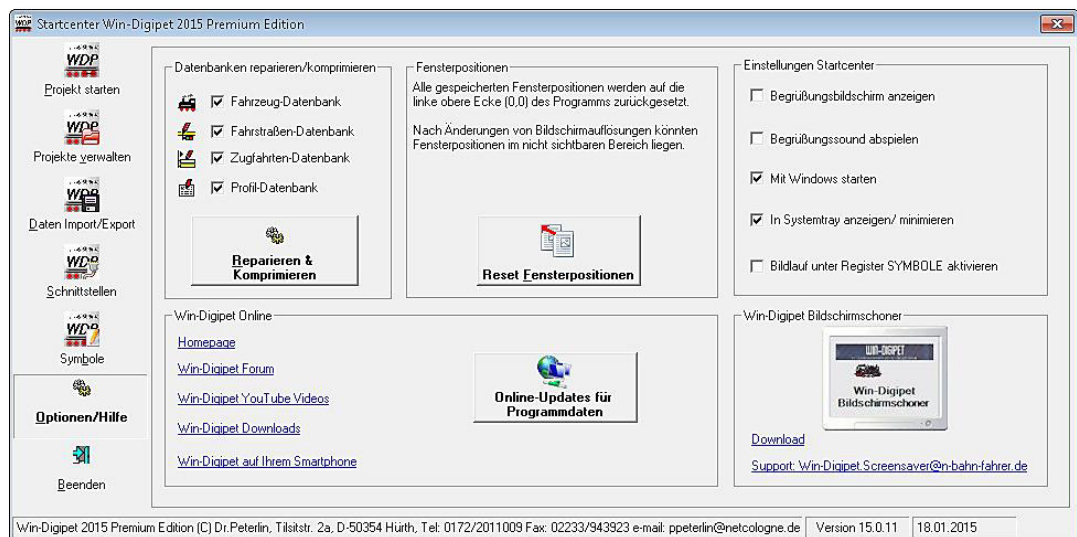 Startcenter Win-Digipet 2015 Premium Edition
WDP
Projekt starten
WDP
Projekte verwalten
WDP
Daten Import/Export
WDP
Schnittstellen
WDP
Symbole
Optionen/Hilfe
Beenden
Datenbanken reparieren/komprimieren
Fahrzeug-Datenbank
Fahrstraßen-Datenbank
Zugfahrten-Datenbank
Profil-Datenbank
Reparieren &
Komprimieren
Fensterpositionen
Alle gespeicherten Fensterpositionen werden auf die
linke obere Ecke (0,0) des Programms zurückgesetzt.
Nach Änderungen von Bildschirmauflösungen könnten
Fensterpositionen im nicht sichtbaren Bereich liegen.
Reset Fensterpositionen
Einstellungen Startcenter
Begrüßungsbildschirm anzeigen
Begrüßungssound abspielen
Mit Windows starten
In Systemtray anzeigen/ minimieren
Bildlauf unter Register SYMBOLE aktivieren
Win-Digipet Online
Homepage
Win-Digipet Forum
Win-Digipet YouTube Videos
Win-Digipet Downloads
Win-Digipet auf Ihrem Smartphone
Online-Updates für
Programmdaten
Win-Digipet Bildschirmschoner
WIN-DIGIPET
Win-Digipet
Bildschirmschoner
Download
Support: Win-Digipet.Screensaver@n-bahn-fahrer.de
Win-Digipet 2015 Premium Edition (C) Dr.Peterlin, Tilsitstr. 2a, D-50354 Hürth, Tel: 0172/2011009 Fax: 02233/943923 e-mail: ppeterlin@netcologne.de
Version 15.0.11
18.01.2015